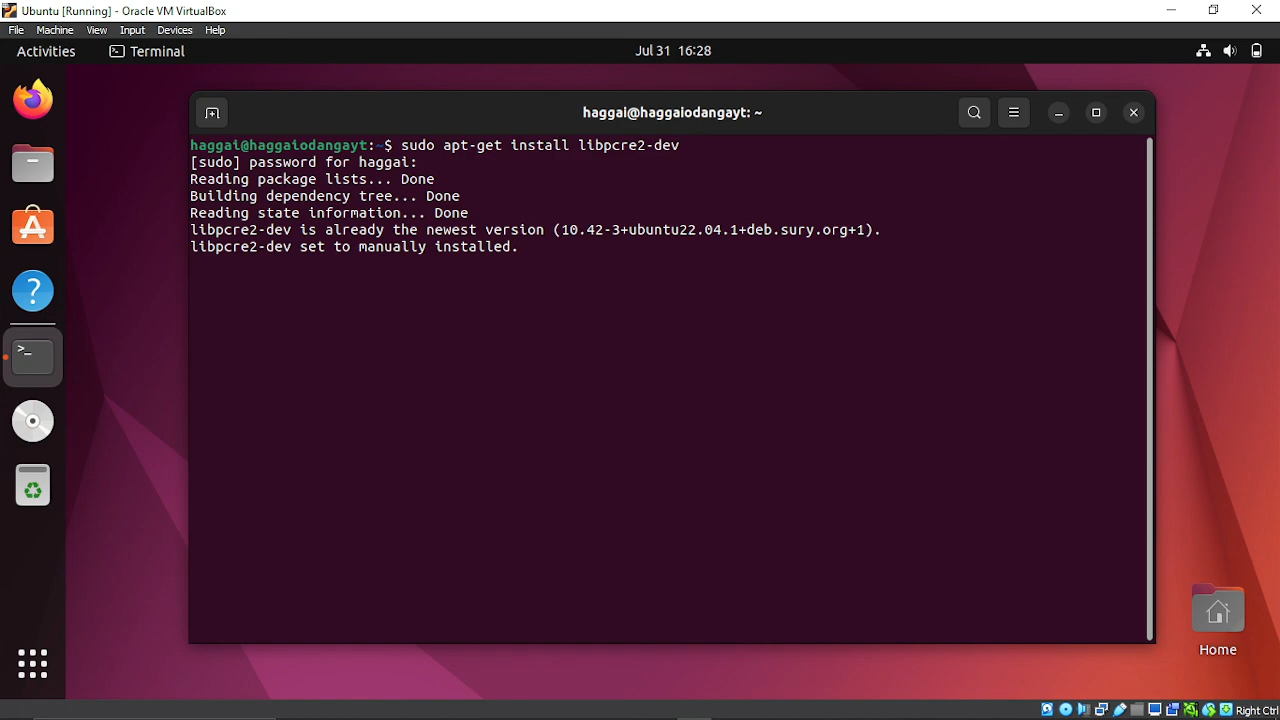 Ubuntu [Running] - Oracle VM VirtualBox
File Machine View Input Devices Help
Activities Terminal Jul 31 16:28
haggai@haggaiodangayt: ~
haggai@haggaiodangayt:~$ sudo apt-get install libpcre2-dev
[sudo] password for haggai:
Reading package lists... Done
Building dependency tree... Done
Reading state information... Done
libpcre2-dev is already the newest version (10.42-3+ubuntu22.04.1+deb.sury.org+1).
libpcre2-dev set to manually installed.
Home
Right Ctrl